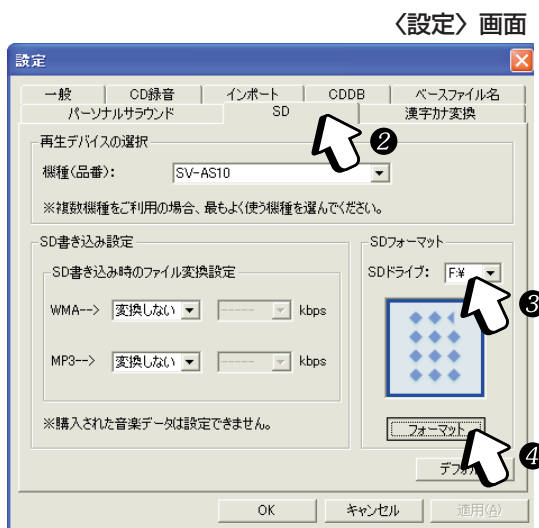 〈設定〉画面
設定
一般 CD録音 インポート CDDB ベースファイル名
パーソナルサラウンド SD 漢字カナ変換
❷
再生デバイスの選択
機種(品番): SV-AS10
※複数機種をご利用の場合、最もよく使う機種を選んでください。
SD書き込み設定
SD書き込み時のファイル変換設定
WMA--> 変換しない ----- kbps
MP3--> 変換しない ----- kbps
※購入された音楽データは設定できません。
SDフォーマット
SDドライブ: F:¥
❸
フォーマット
❹
デフォ
OK キャンセル 適用(A)